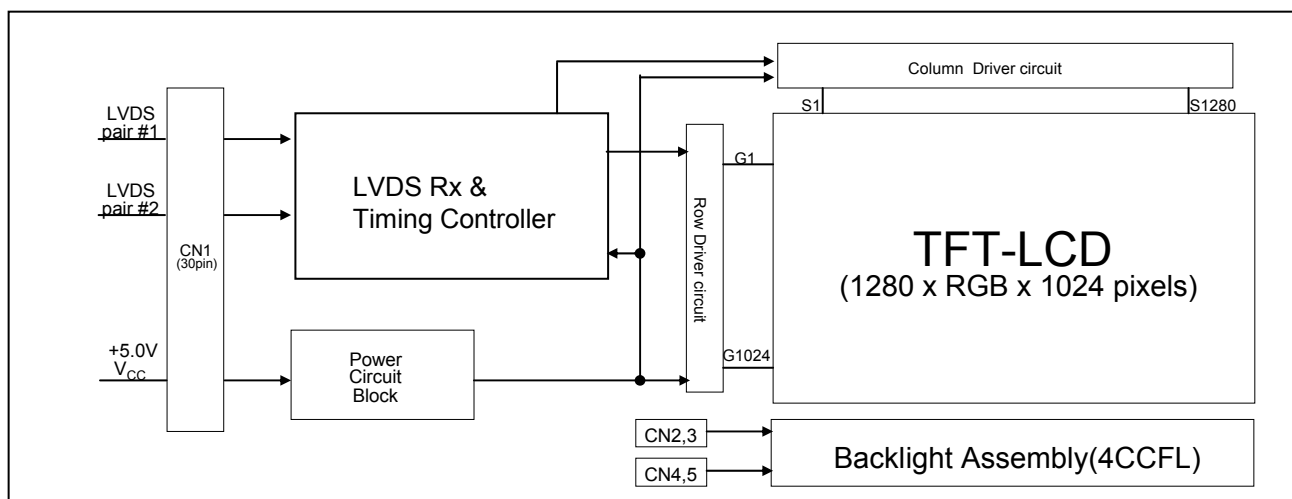 Column Driver circuit
S1
S1280
LVDS
pair #1
LVDS
pair #2
CN1
(30pin)
LVDS Rx &
Timing Controller
Row Driver circuit
G1
G1024
TFT-LCD
(1280 x RGB x 1024 pixels)
+5.0V
VCC
Power
Circuit
Block
CN2,3
CN4,5
Backlight Assembly(4CCFL)